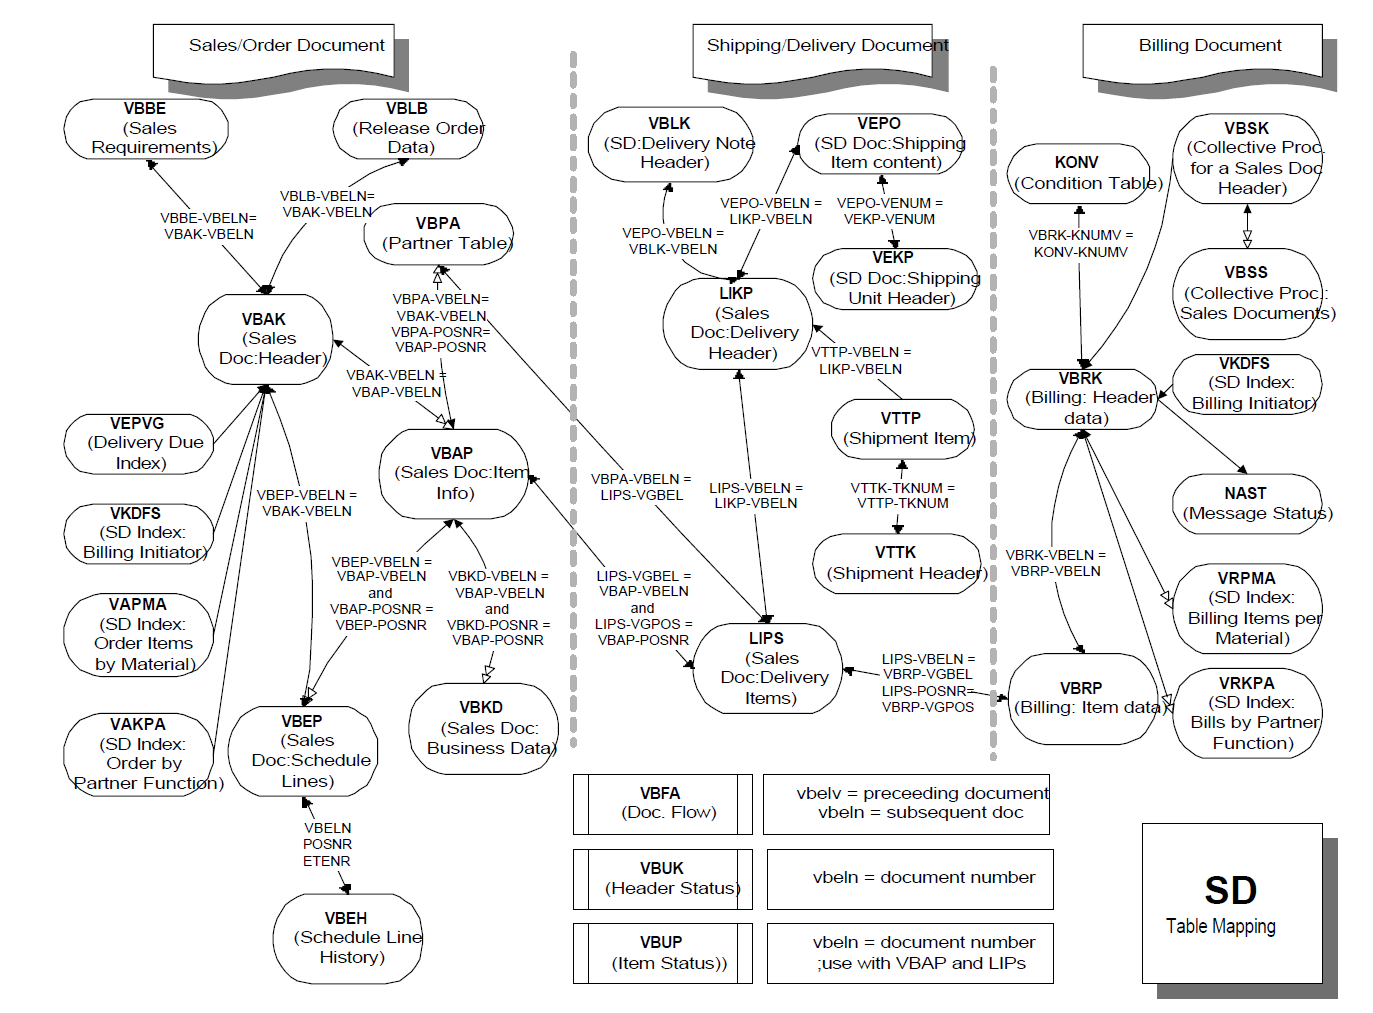 Sales/Order Document
Shipping/Delivery Document
Billing Document
VBBE
(Sales
Requirements)
VBLB
(Release Order
Data)
VBLB-VBELN=
VBAK-VBELN
VBBE-VBELN=
VBAK-VBELN
VBPA
(Partner Table)
VBPA-VBELN=
VBAK-VBELN
VBPA-POSNR=
VBAP-POSNR
VBAK
(Sales
Doc:Header)
VBAK-VBELN =
VBAP-VBELN
VEPVG
(Delivery Due
Index)
VBAP
(Sales Doc:Item
Info)
VBEP-VBELN =
VBAK-VBELN
VKDFS
(SD Index:
Billing Initiator)
VBEP-VBELN =
VBAP-VBELN
and
VBAP-POSNR =
VBEP-POSNR
VBKD-VBELN =
VBAP-VBELN
and
VBKD-POSNR =
VBAP-POSNR
VAPMA
(SD Index:
Order Items
by Material)
VAKPA
(SD Index:
Order by
Partner Function)
VBEP
(Sales
Doc:Schedule
Lines)
VBKD
(Sales Doc:
Business Data)
VBELN
POSNR
ETENR
VBEH
(Schedule Line
History)
VBLK
(SD:Delivery Note
Header)
VEPO
(SD Doc:Shipping
Item content)
VEPO-VBELN =
LIKP-VBELN
VEPO-VENUM =
VEKP-VENUM
VEPO-VBELN =
VBLK-VBELN
VEKP
(SD Doc:Shipping
Unit Header)
LIKP
(Sales
Doc:Delivery
Header)
VTTP-VBELN =
LIKP-VBELN
VTTP
(Shipment Item)
VBPA-VBELN =
LIPS-VGBEL
LIPS-VBELN =
LIKP-VBELN
VTTK-TKNUM =
VTTP-TKNUM
VTTK
(Shipment Header)
LIPS-VGBEL =
VBAP-VBELN
and
LIPS-VGPOS =
VBAP-POSNR
LIPS
(Sales
Doc:Delivery
Items)
LIPS-VBELN =
VBRP-VGBEL
LIPS-POSNR=
VBRP-VGPOS
KONV
(Condition Table)
VBSK
(Collective Proc.
for a Sales Doc
Header)
VBRK-KNUMV =
KONV-KNUMV
VBSS
(Collective Proc.:
Sales Documents)
VBRK
(Billing: Header
data)
VKDFS
(SD Index:
Billing Initiator)
NAST
(Message Status)
VBRK-VBELN =
VBRP-VBELN
VRPMA
(SD Index:
Billing Items per
Material)
VBRP
(Billing: Item data)
VRKPA
(SD Index:
Bills by Partner
Function)
VBFA
(Doc. Flow)
vbelv = preceeding document
vbeln = subsequent doc
VBUK
(Header Status)
vbeln = document number
VBUP
(Item Status))
vbeln = document number
;use with VBAP and LIPs
SD
Table Mapping